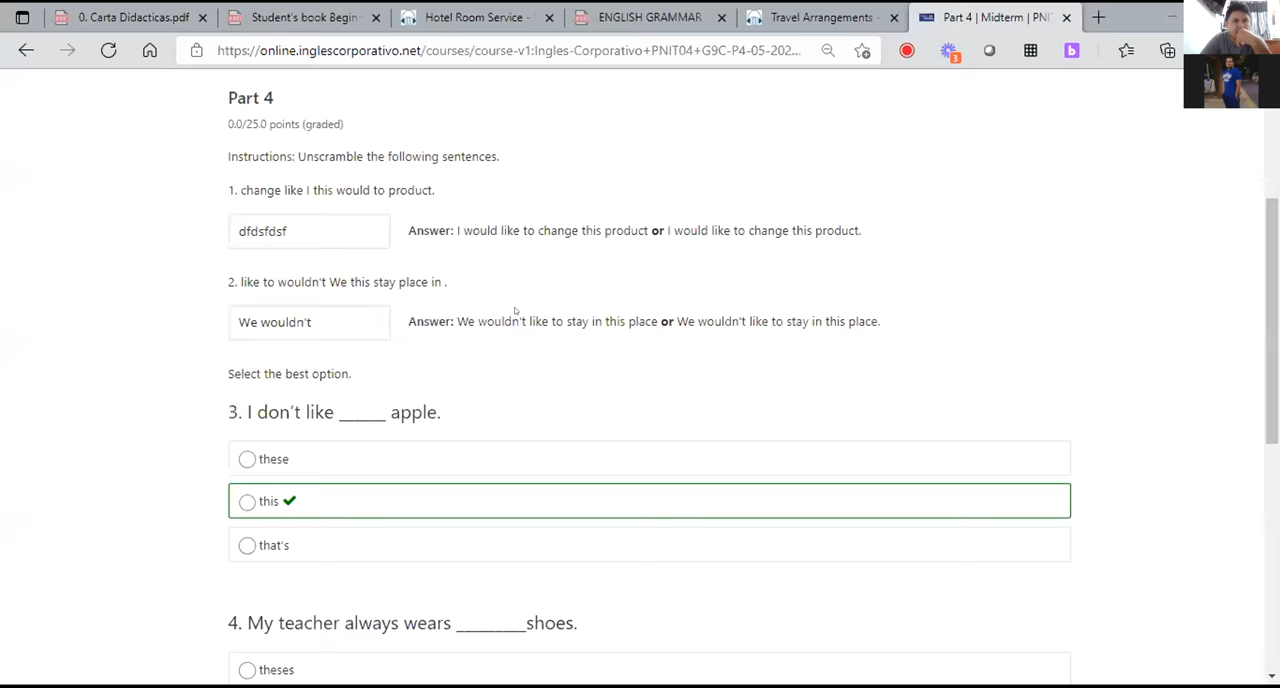 0. Carta Didacticas.pdf
Student's book Begin
Hotel Room Service -
ENGLISH GRAMMAR
Travel Arrangements -
Part 4 | Midterm | PNI
https://online.inglescorporativo.net/courses/course-v1:Ingles-Corporativo+PNIT04+G9C-P4-05-202...
3
b
Part 4
0.0/25.0 points (graded)
Instructions: Unscramble the following sentences.
1. change like I this would to product.
dfdsfdsf
Answer: I would like to change this product or I would like to change this product.
2. like to wouldn't We this stay place in .
We wouldn't
Answer: We wouldn't like to stay in this place or We wouldn't like to stay in this place.
Select the best option.
3. I don't like ______ apple.
these
this
that's
4. My teacher always wears _________shoes.
theses